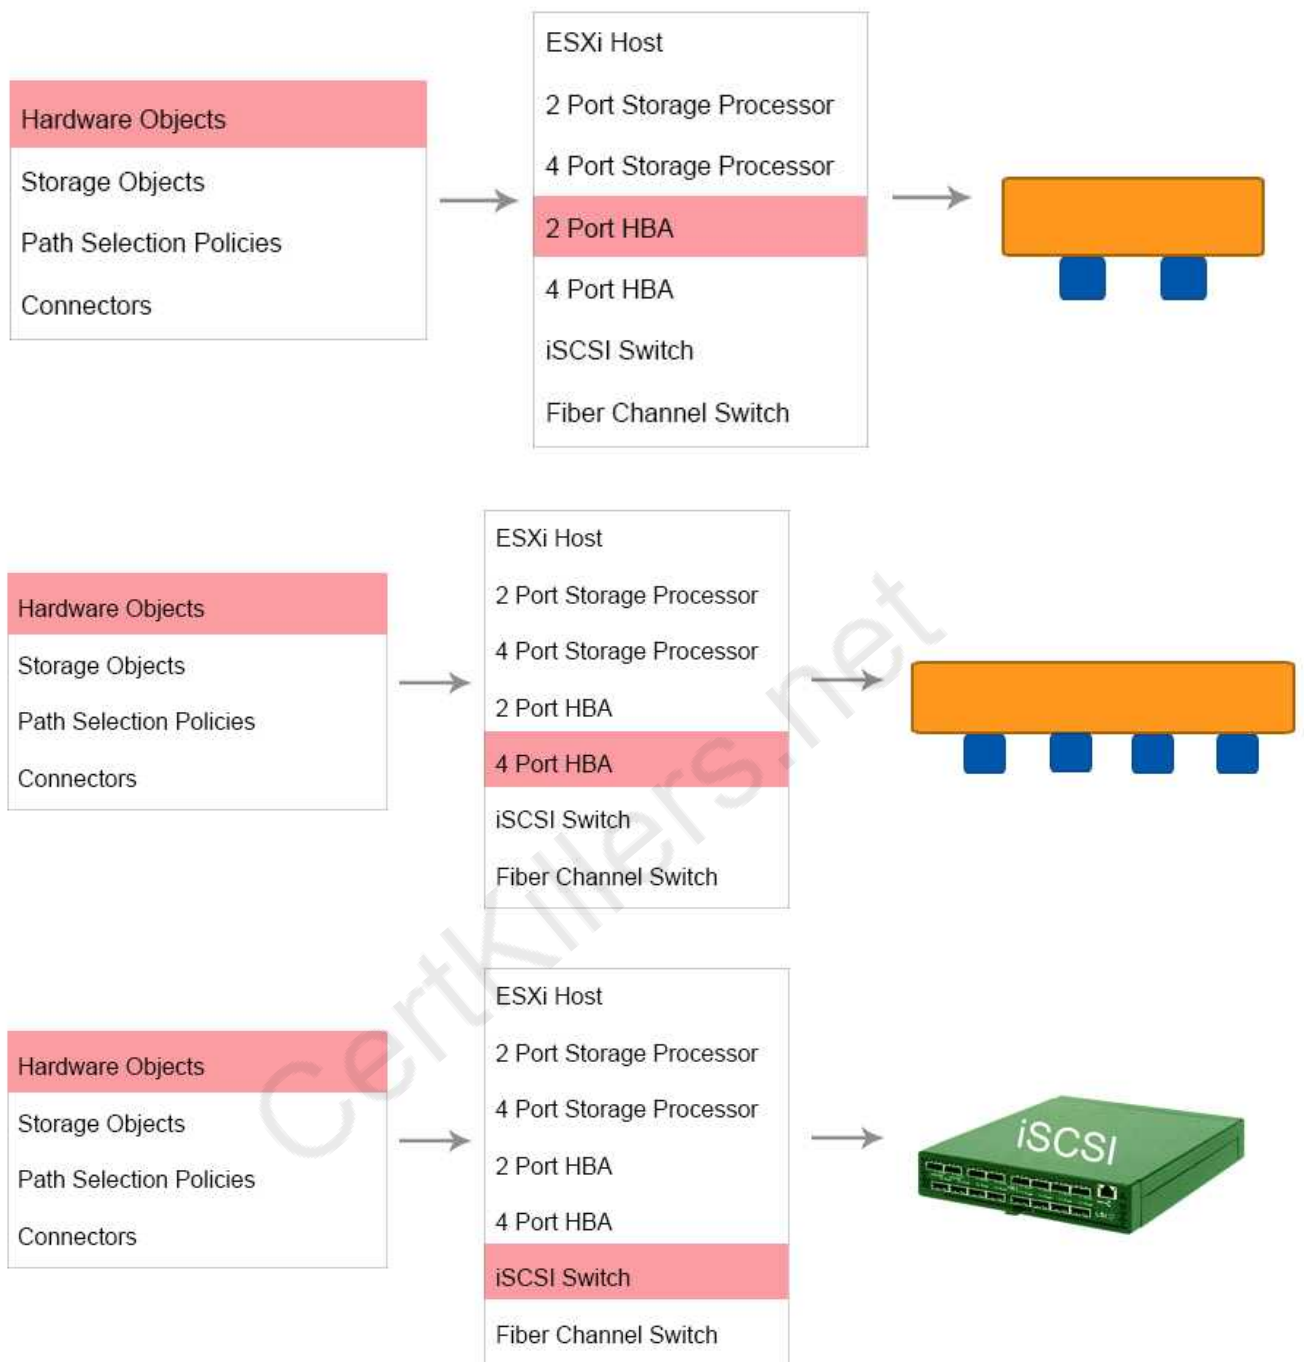 ESXi Host
2 Port Storage Processor
4 Port Storage Processor
2 Port HBA
4 Port HBA
iSCSI Switch
Fiber Channel Switch
Hardware Objects
Storage Objects
Path Selection Policies
Connectors
ESXi Host
2 Port Storage Processor
4 Port Storage Processor
2 Port HBA
4 Port HBA
iSCSI Switch
Fiber Channel Switch
Hardware Objects
Storage Objects
Path Selection Policies
Connectors
CertKillers.net
ESXi Host
2 Port Storage Processor
4 Port Storage Processor
2 Port HBA
4 Port HBA
iSCSI Switch
Fiber Channel Switch
Hardware Objects
Storage Objects
Path Selection Policies
Connectors
iSCSI